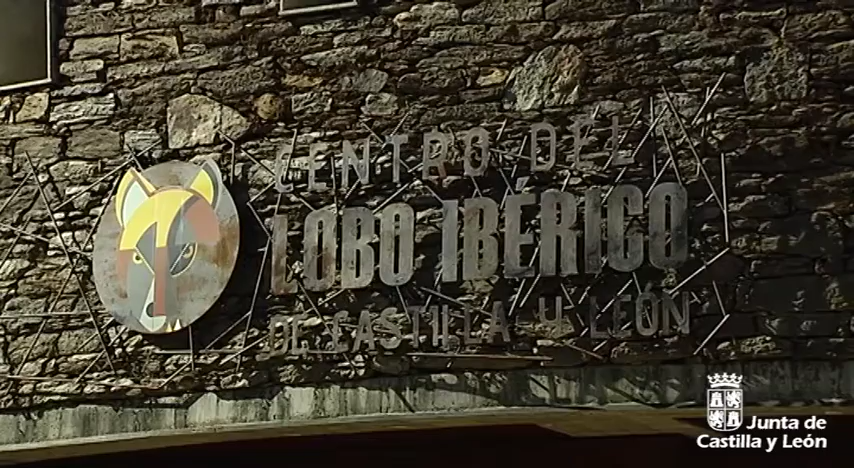 CENTRO DEL
LOBO IBÉRICO
DE CASTILLA Y LEÓN
Junta de
Castilla y León